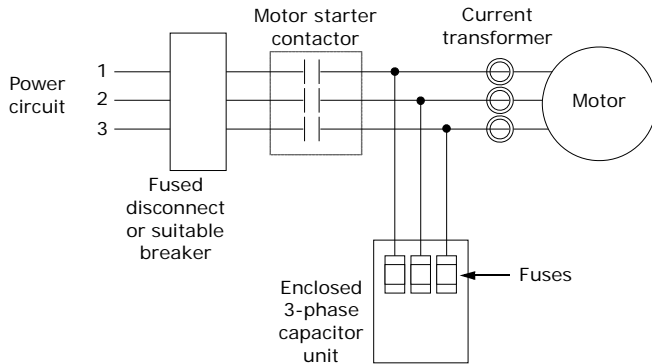 Motor starter
contactor
Current
transformer
Power
circuit
1
2
3
Motor
Fused
disconnect
or suitable
breaker
Enclosed
3-phase
capacitor
unit
Fuses